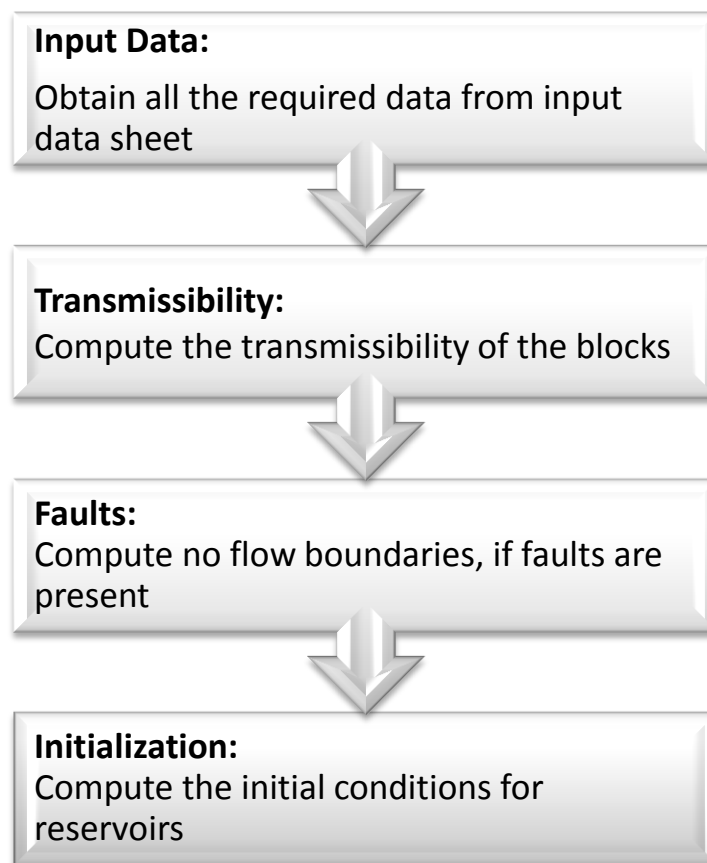 Input Data:
Obtain all the required data from input
data sheet
Transmissibility:
Compute the transmissibility of the blocks
Faults:
Compute no flow boundaries, if faults are
present
Initialization:
Compute the initial conditions for
reservoirs